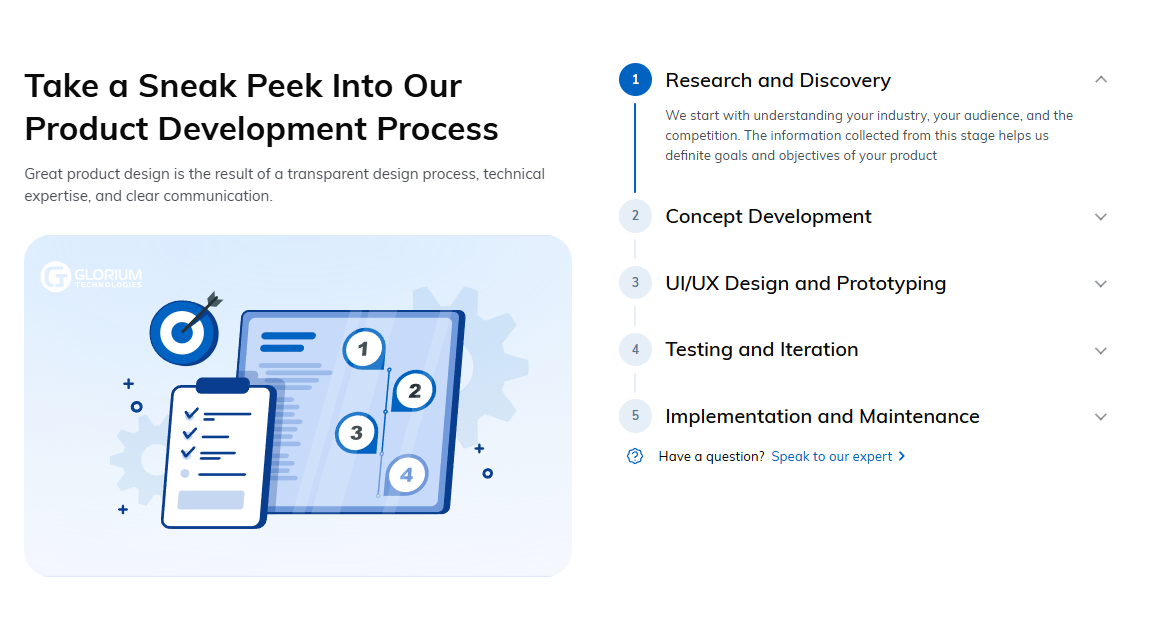 Take a Sneak Peek Into Our
Product Development Process
Great product design is the result of a transparent design process, technical
expertise, and clear communication.
GLORIUM
TECHNOLOGIES
1
2
3
4
1 Research and Discovery
We start with understanding your industry, your audience, and the
competition. The information collected from this stage helps us
definite goals and objectives of your product
2 Concept Development
3 UI/UX Design and Prototyping
4 Testing and Iteration
5 Implementation and Maintenance
Have a question? Speak to our expert